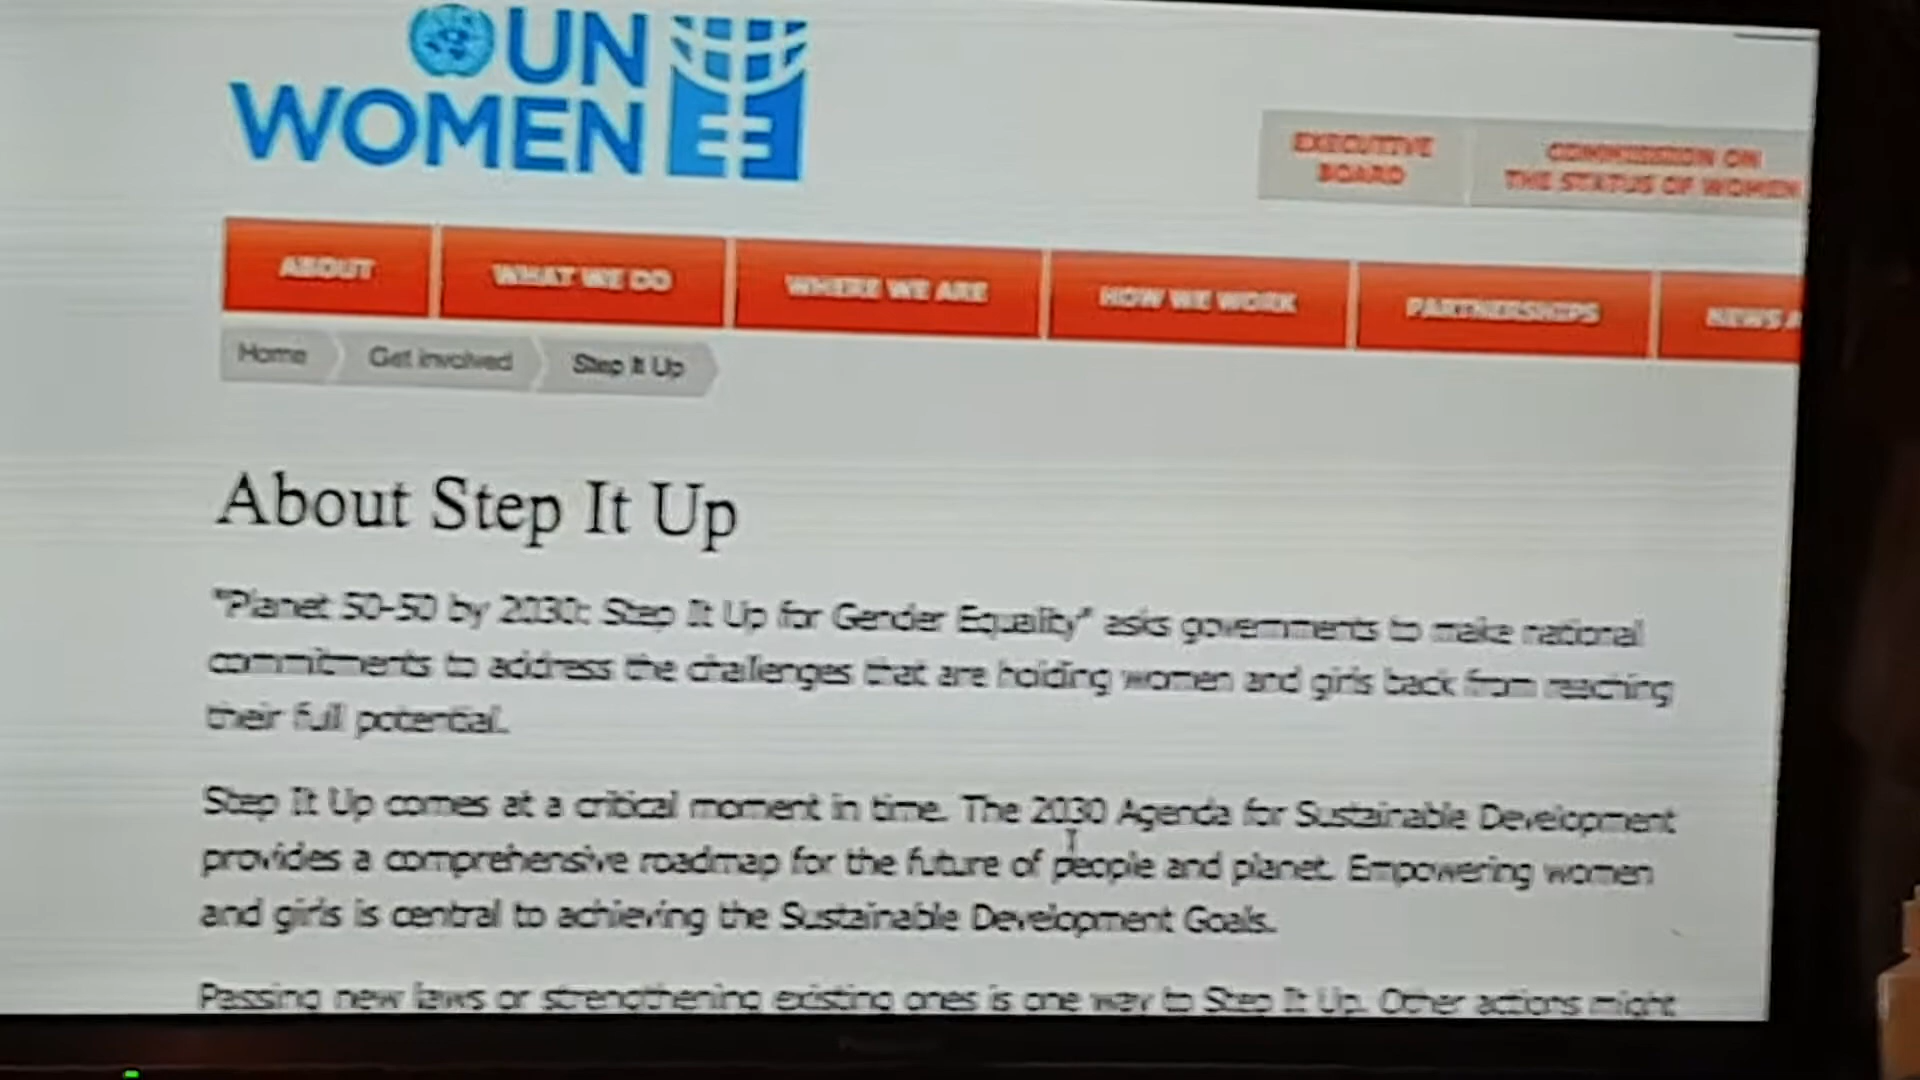 UN
WOMEN
EXECUTIVE
BOARD
COMMISSION ON
THE STATUS OF WOMEN
ABOUT
WHAT WE DO
WHERE WE ARE
HOW WE WORK
PARTNERSHIPS
NEWS A
Home
Get involved
Step It Up
About Step It Up
"Planet 50-50 by 2030: Step It Up for Gender Equality" asks governments to make national
commitments to address the challenges that are holding women and girls back from reaching
their full potential.
Step It Up comes at a critical moment in time. The 2030 Agenda for Sustainable Development
provides a comprehensive roadmap for the future of people and planet. Empowering women
and girls is central to achieving the Sustainable Development Goals.
Passing new laws or strengthening existing ones is one way to Step It Up. Other actions might